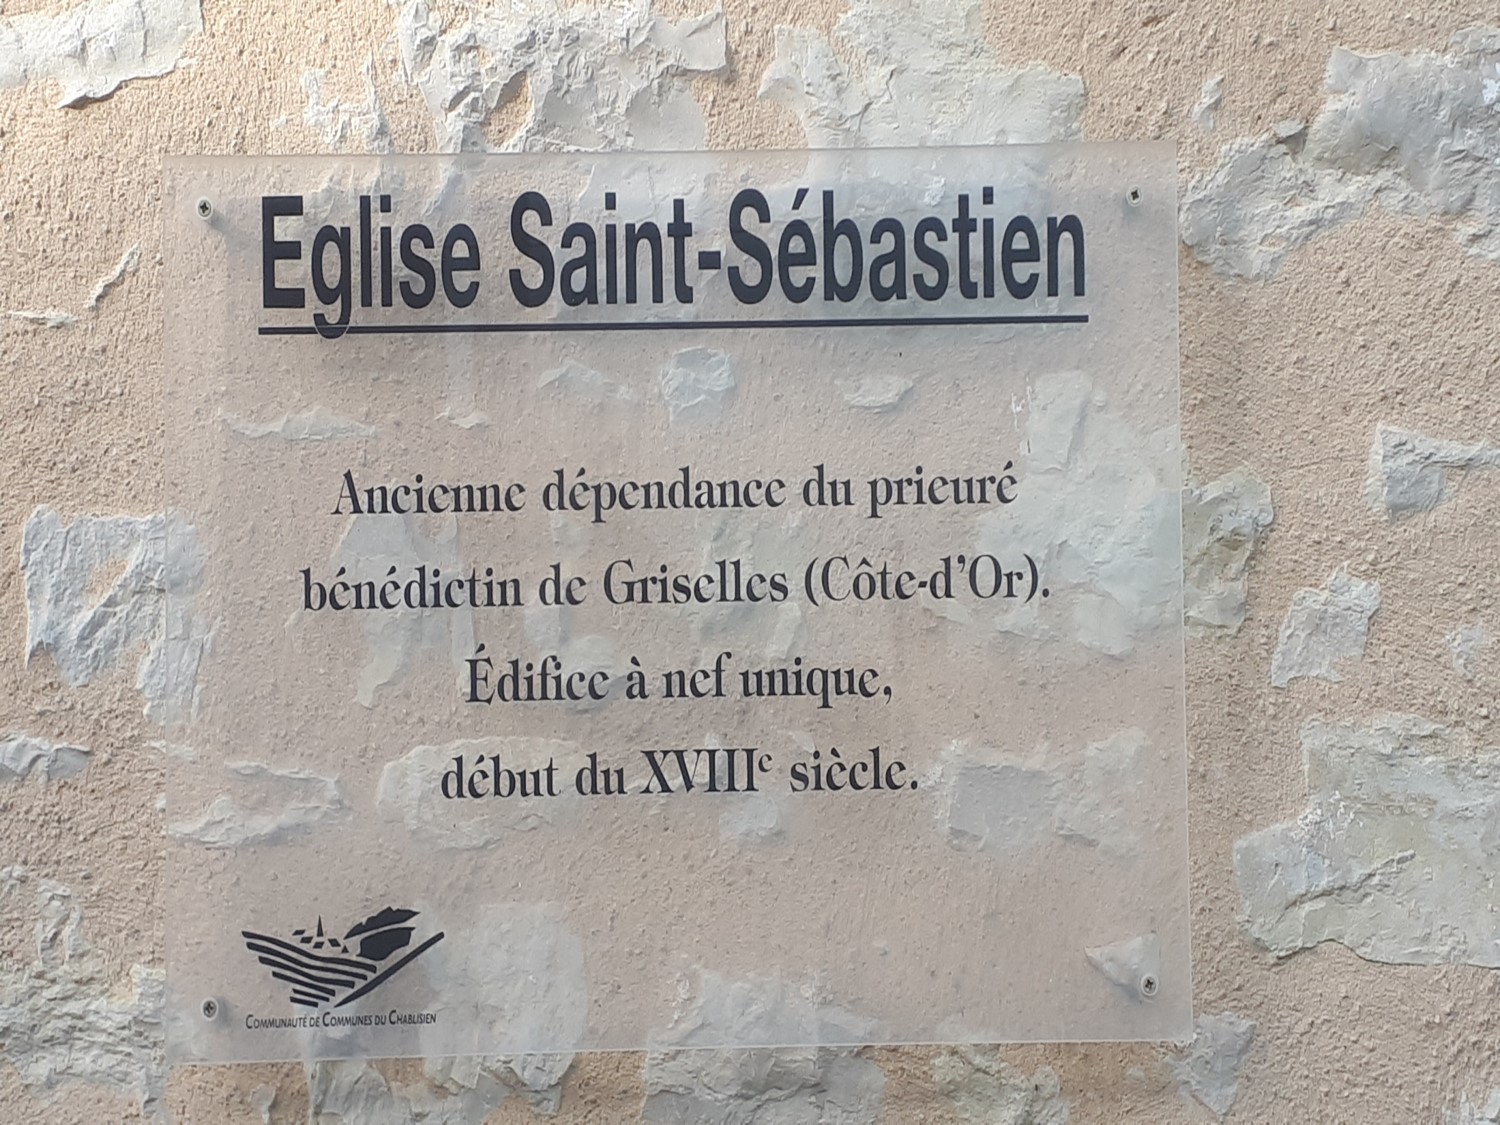 Eglise Saint-Sébastien
Ancienne dépendance du prieuré
bénédictin de Griselles (Côte-d'Or).
Édifice à nef unique,
début du XVIIIe siècle.
COMMUNAUTÉ DE COMMUNES DU CHABLISIEN